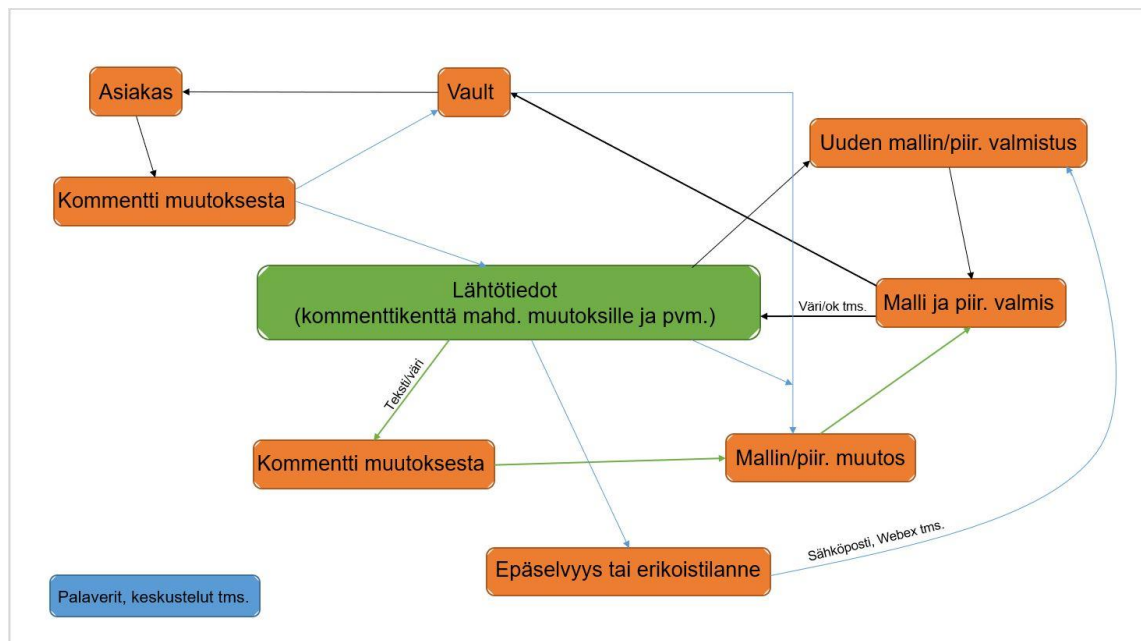 Asiakas
Vault
Uuden mallin/piir. valmistus
Kommentti muutoksesta
Lähtötiedot
(kommenttikenttä mahd. muutoksille ja pvm.)
Väri/ok tms.
Malli ja piir. valmis
Teksti/väri
Kommentti muutoksesta
Mallin/piir. muutos
Sähköposti, Webex tms.
Epäselvyys tai erikoistilanne
Palaverit, keskustelut tms.